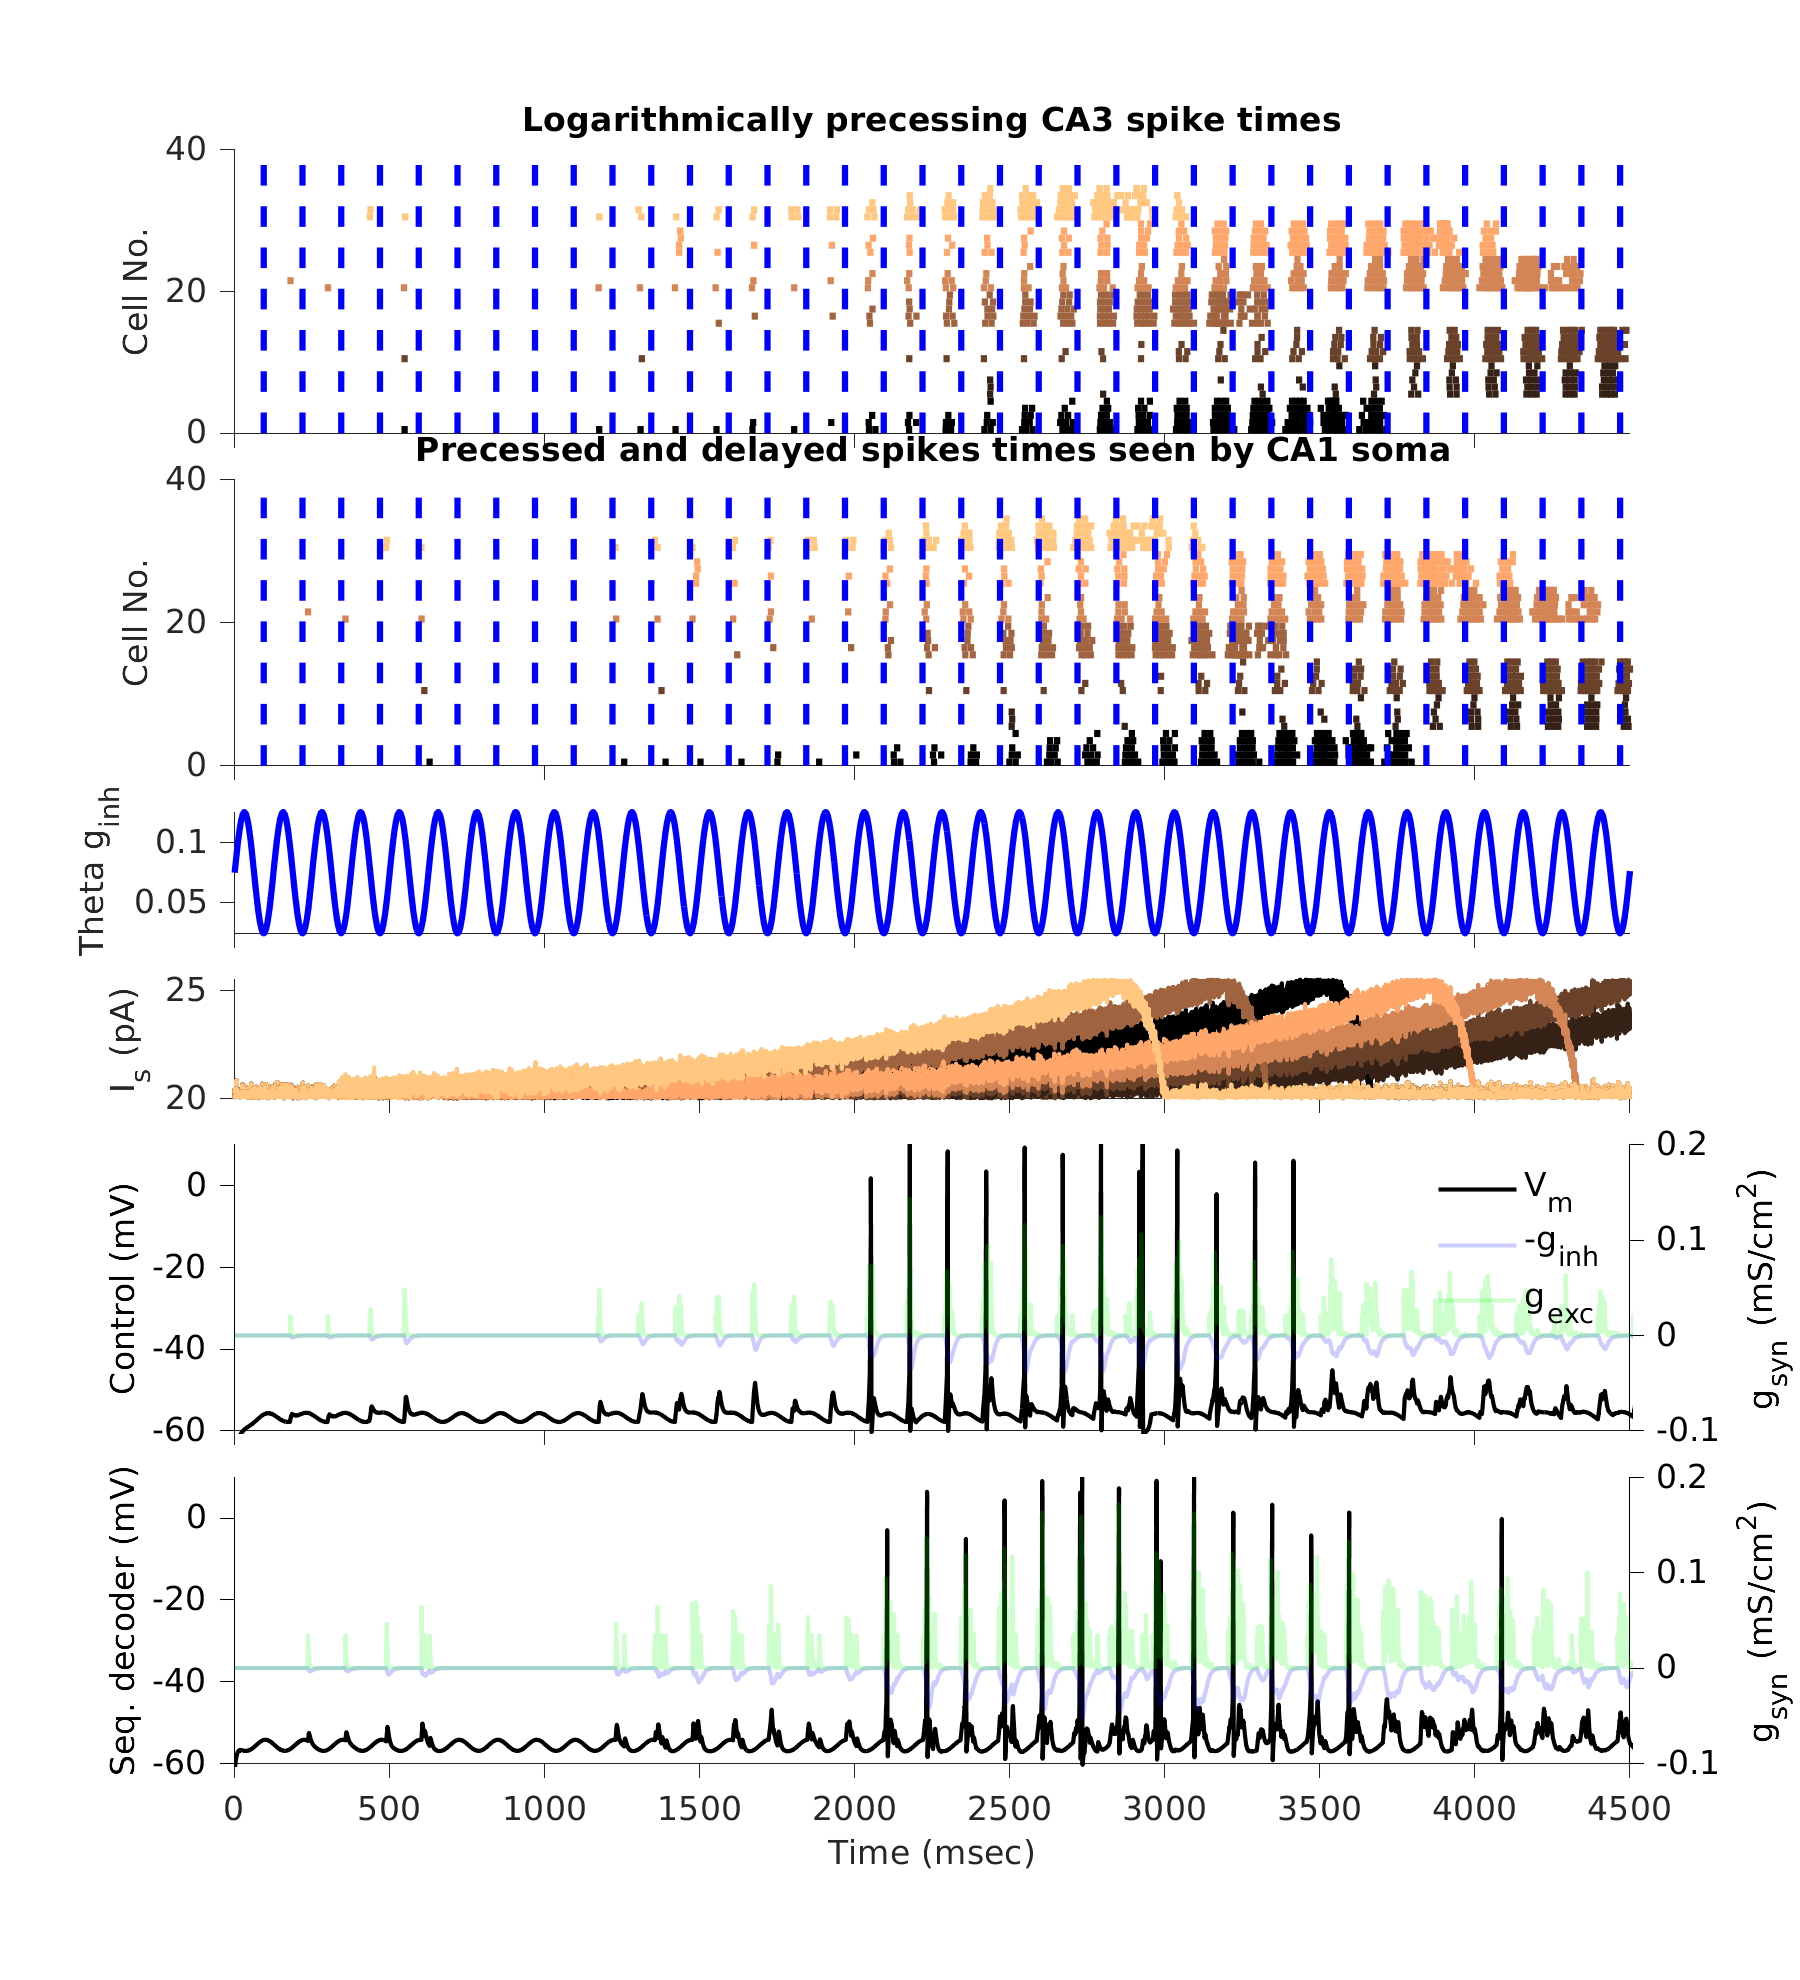 Logarithmically precessing CA3 spike times
40
20
0
Cell No.
Precessed and delayed spikes times seen by CA1 soma
40
20
0
Cell No.
0.1
0.05
Theta g_inh
25
20
I_s (pA)
0
-20
-40
-60
Control (mV)
V_m
-g_inh
g_exc
0.2
0.1
0
-0.1
g_syn (mS/cm^2)
0
-20
-40
-60
Seq. decoder (mV)
0.2
0.1
0
-0.1
g_syn (mS/cm^2)
0 500 1000 1500 2000 2500 3000 3500 4000 4500
Time (msec)